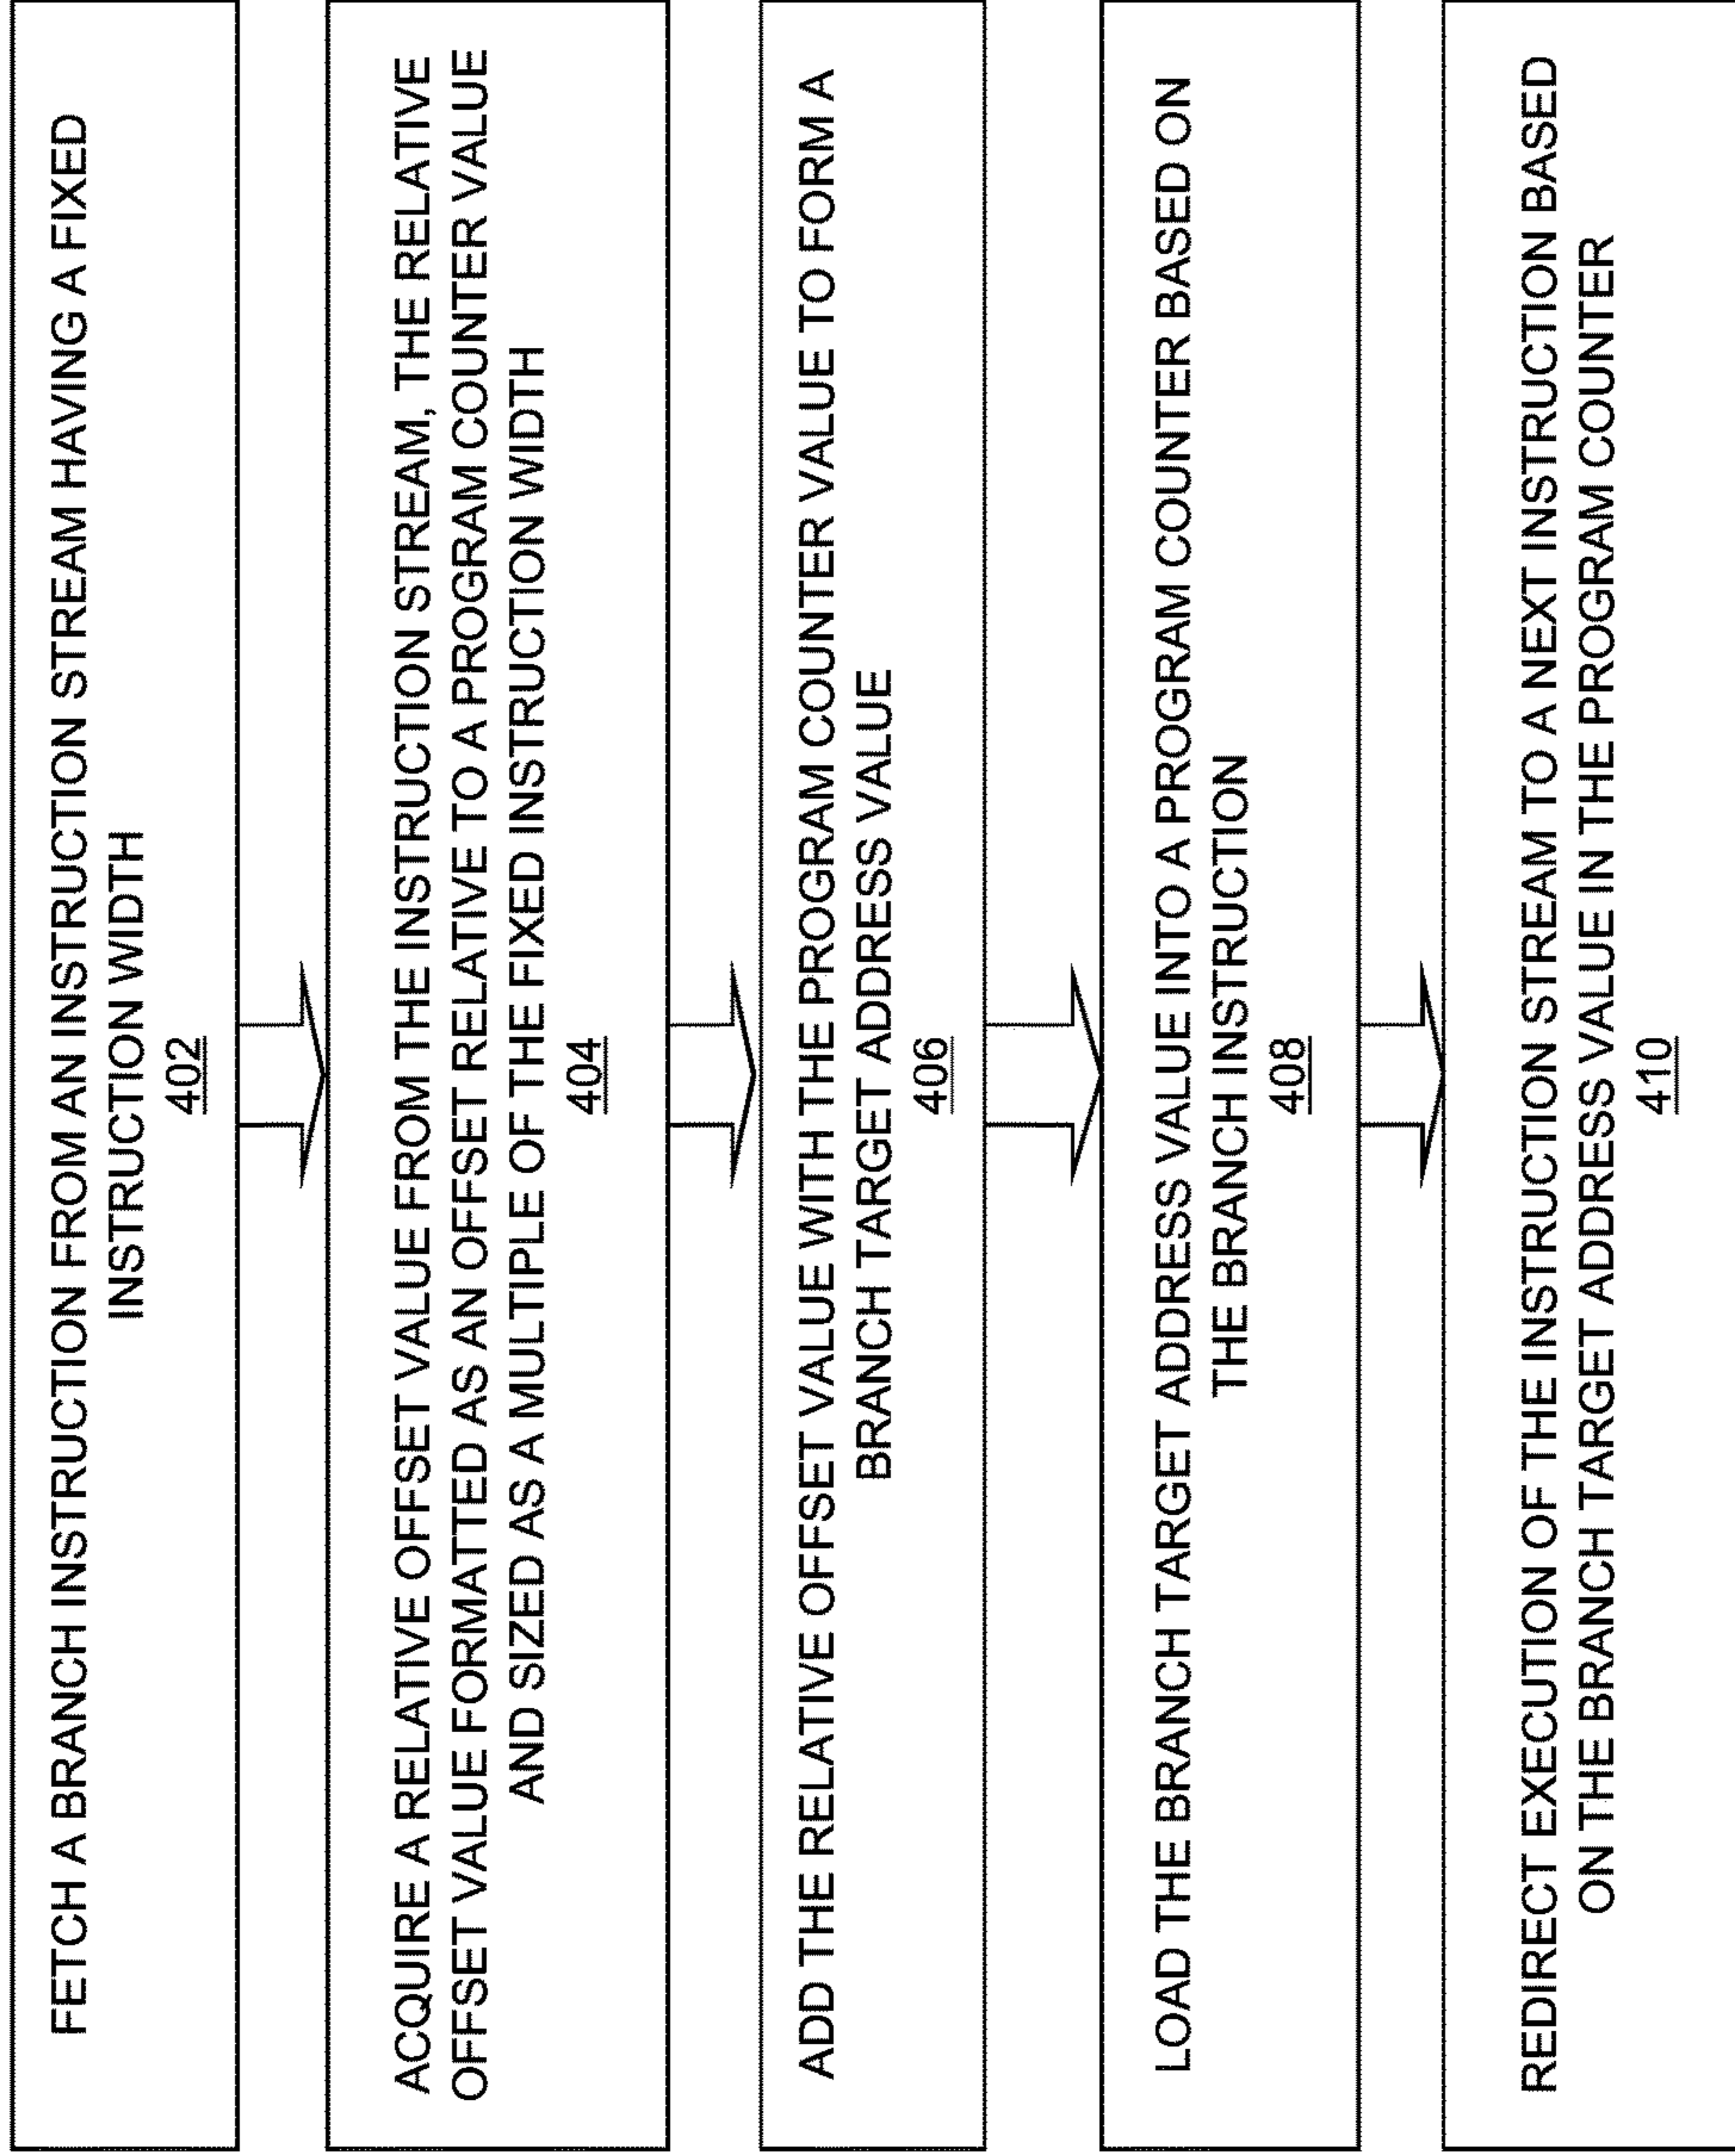 FETCH A BRANCH INSTRUCTION FROM AN INSTRUCTION STREAM HAVING A FIXED
INSTRUCTION WIDTH
402
ACQUIRE A RELATIVE OFFSET VALUE FROM THE INSTRUCTION STREAM, THE RELATIVE
OFFSET VALUE FORMATTED AS AN OFFSET RELATIVE TO A PROGRAM COUNTER VALUE
AND SIZED AS A MULTIPLE OF THE FIXED INSTRUCTION WIDTH
404
ADD THE RELATIVE OFFSET VALUE WITH THE PROGRAM COUNTER VALUE TO FORM A
BRANCH TARGET ADDRESS VALUE
406
LOAD THE BRANCH TARGET ADDRESS VALUE INTO A PROGRAM COUNTER BASED ON
THE BRANCH INSTRUCTION
408
REDIRECT EXECUTION OF THE INSTRUCTION STREAM TO A NEXT INSTRUCTION BASED
ON THE BRANCH TARGET ADDRESS VALUE IN THE PROGRAM COUNTER
410